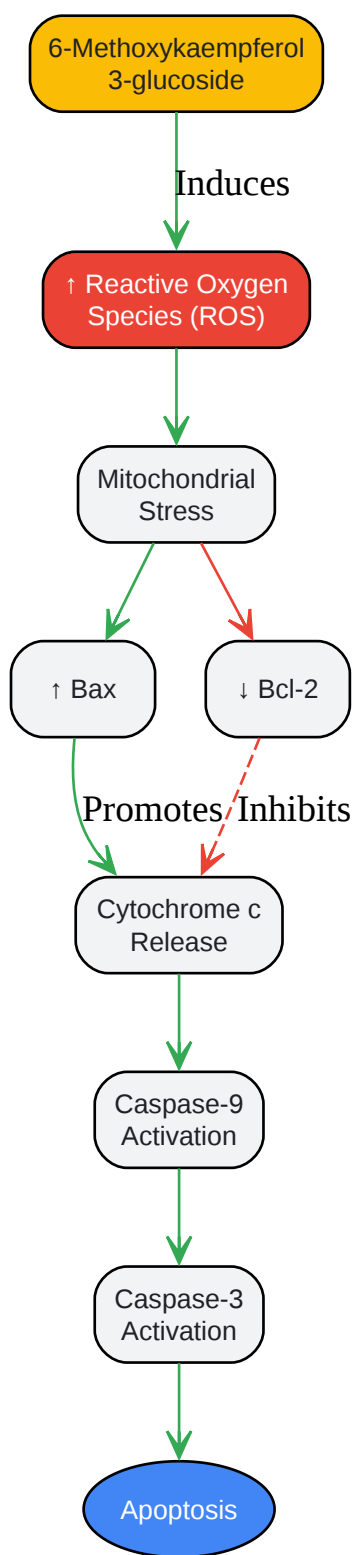 6-Methoxykaempferol
3-glucoside
Induces
↑ Reactive Oxygen
Species (ROS)
Mitochondrial
Stress
↑ Bax
↓ Bcl-2
Promotes
Inhibits
Cytochrome c
Release
Caspase-9
Activation
Caspase-3
Activation
Apoptosis